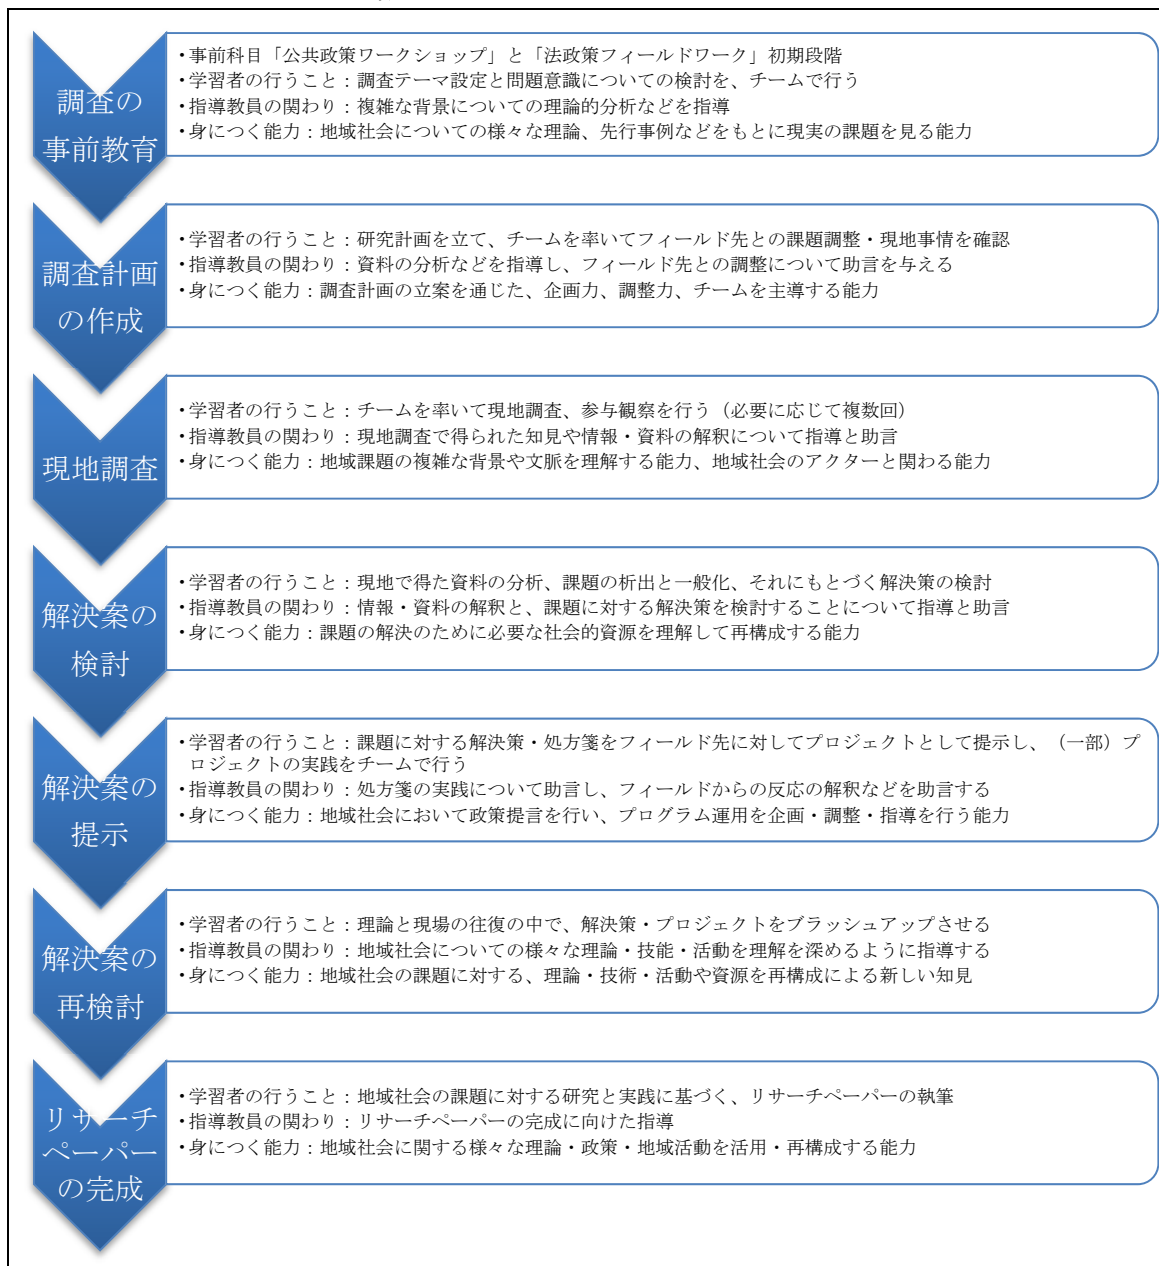 調査の
事前教育
・事前科目「公共政策ワークショップ」と「法政策フィールドワーク」初期段階
・学習者の行うこと：調査テーマ設定と問題意識についての検討を、チームで行う
・指導教員の関わり：複雑な背景についての理論的分析などを指導
・身につく能力：地域社会についての様々な理論、先行事例などをもとに現実の課題を見る能力
調査計画
の作成
・学習者の行うこと：研究計画を立て、チームを率いてフィールド先との課題調整・現地事情を確認
・指導教員の関わり：資料の分析などを指導し、フィールド先との調整について助言を与える
・身につく能力：調査計画の立案を通じた、企画力、調整力、チームを主導する能力
現地調査
・学習者の行うこと：チームを率いて現地調査、参与観察を行う（必要に応じて複数回）
・指導教員の関わり：現地調査で得られた知見や情報・資料の解釈について指導と助言
・身につく能力：地域課題の複雑な背景や文脈を理解する能力、地域社会のアクターと関わる能力
解決案の
検討
・学習者の行うこと：現地で得た資料の分析、課題の析出と一般化、それにもとづく解決策の検討
・指導教員の関わり：情報・資料の解釈と、課題に対する解決策を検討することについて指導と助言
・身につく能力：課題の解決のために必要な社会的資源を理解して再構成する能力
解決案の
提示
・学習者の行うこと：課題に対する解決策・処方箋をフィールド先に対してプロジェクトとして提示し、（一部）プ
ロジェクトの実践をチームで行う
・指導教員の関わり：処方箋の実践について助言し、フィールドからの反応の解釈などを助言する
・身につく能力：地域社会において政策提言を行い、プログラム運用を企画・調整・指導を行う能力
解決案の
再検討
・学習者の行うこと：理論と現場の往復の中で、解決策・プロジェクトをブラッシュアップさせる
・指導教員の関わり：地域社会についての様々な理論・技能・活動を理解を深めるように指導する
・身につく能力：地域社会の課題に対する、理論・技術・活動や資源を再構成による新しい知見
リサーチ
ペーパー
の完成
・学習者の行うこと：地域社会の課題に対する研究と実践に基づく、リサーチペーパーの執筆
・指導教員の関わり：リサーチペーパーの完成に向けた指導
・身につく能力：地域社会に関する様々な理論・政策・地域活動を活用・再構成する能力